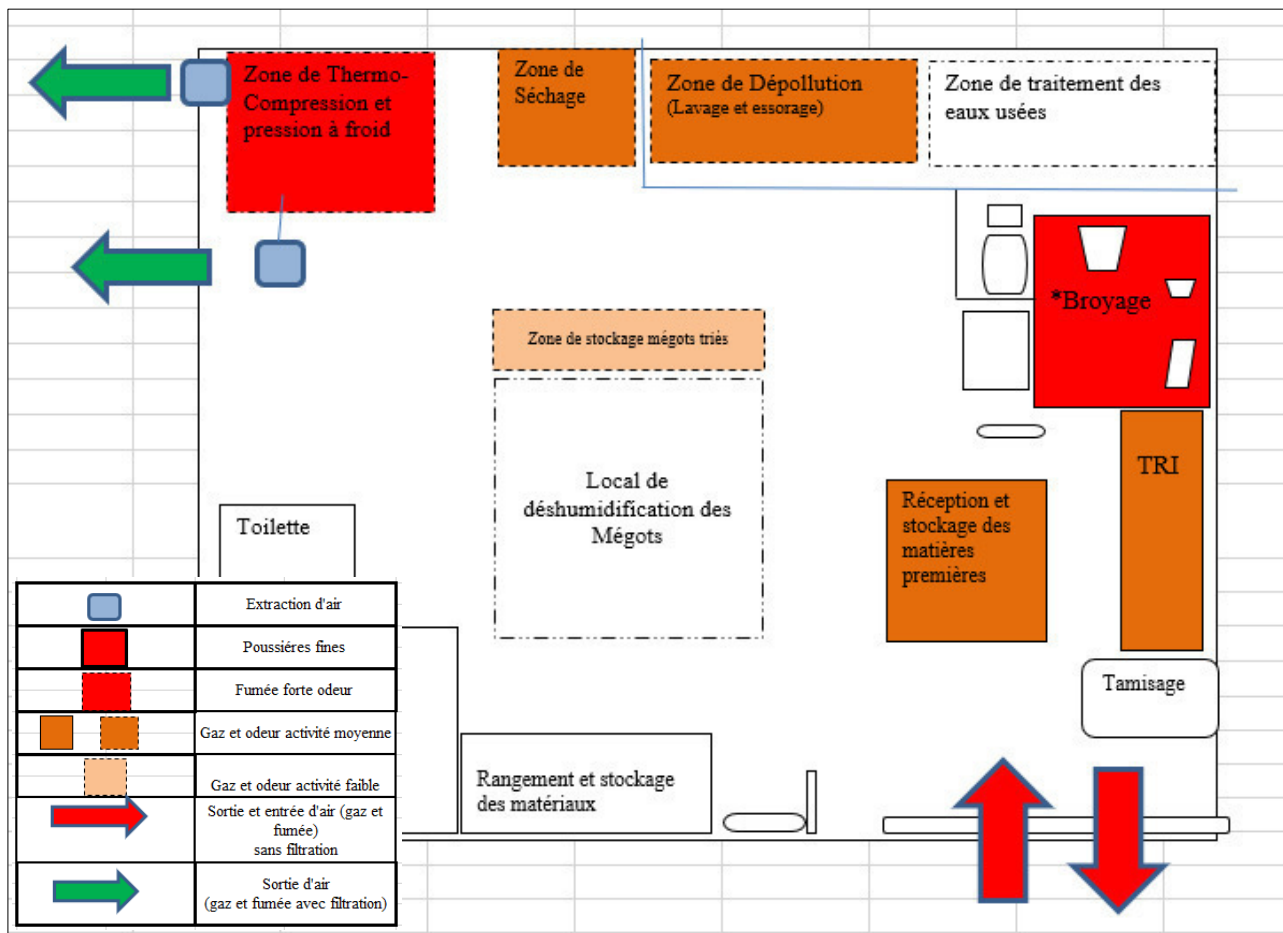 Zone de Thermo-
Compression et
pression à froid
Zone de
Séchage
Zone de Dépollution
(Lavage et essorage)
Zone de traitement des
eaux usées
*Broyage
Zone de stockage mégots triès
Local de
déshumidification des
Mégots
TRI
Réception et
stockage des
matières
premières
Toilette
Tamisage
Rangement et stockage
des matériaux
Extraction d'air
Poussiéres fines
Fumée forte odeur
Gaz et odeur activité moyenne
Gaz et odeur activité faible
Sortie et entrée d'air (gaz et
fumée)
sans filtration
Sortie d'air
(gaz et fumée avec filtration)